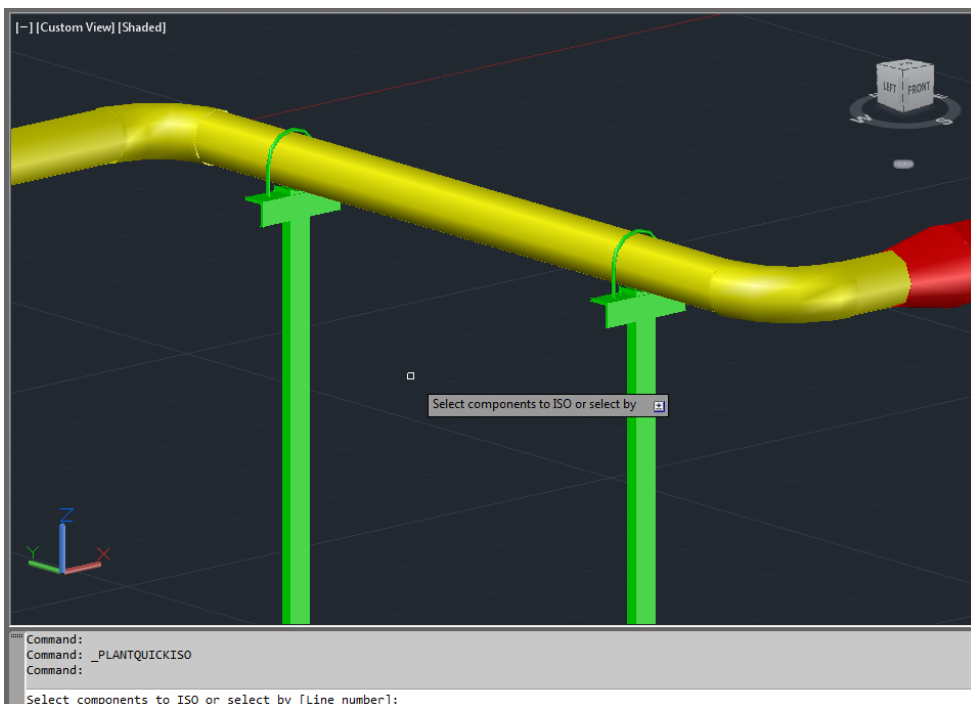 [−] [Custom View] [Shaded]
LEFT
FRONT
W
S
Select components to ISO or select by
Z
Y
X
Command:
Command: _PLANTQUICKISO
Command:
Select components to ISO or select by [Line number]: